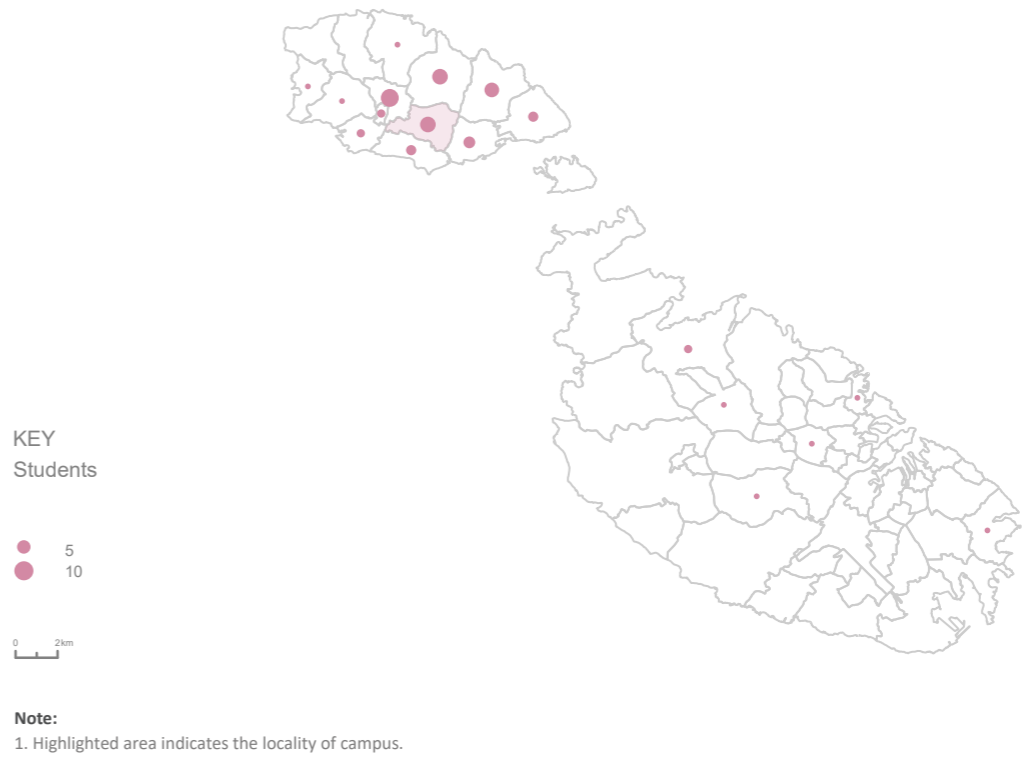 KEY
Students
5
10
0 2km
Note:
1. Highlighted area indicates the locality of campus.